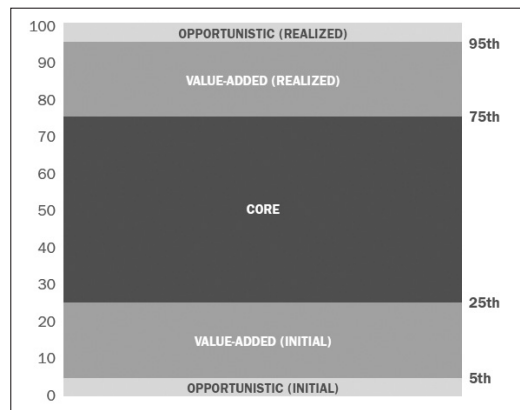 100
OPPORTUNISTIC (REALIZED)
95th
90
VALUE-ADDED (REALIZED)
80
75th
70
60
CORE
50
40
30
25th
20
VALUE-ADDED (INITIAL)
10
5th
OPPORTUNISTIC (INITIAL)
0